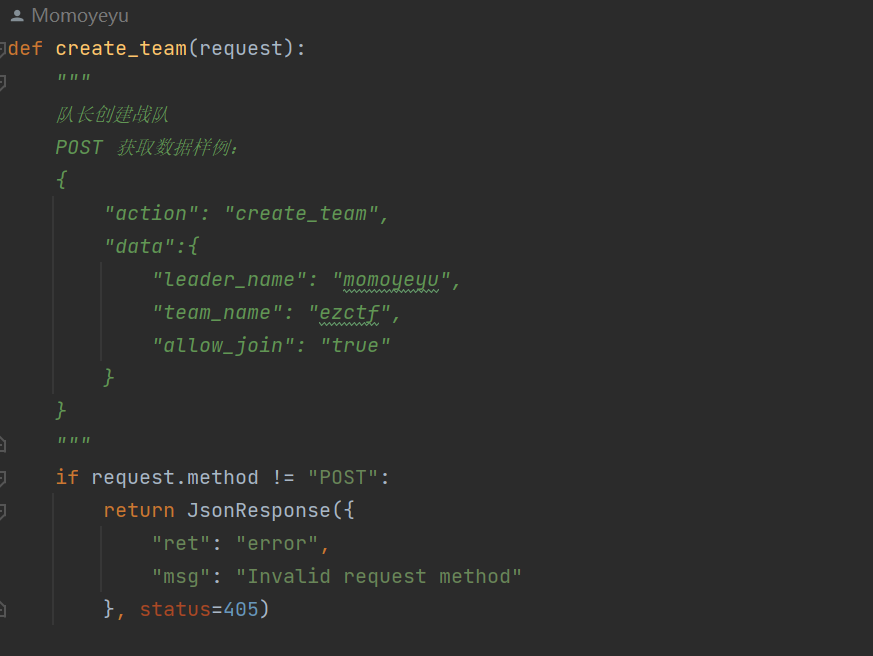 Momoyeyu
def create_team(request):
    """
    队长创建战队
    POST 获取数据样例：
    {
        "action": "create_team",
        "data":{
            "leader_name": "momoyeyu",
            "team_name": "ezctf",
            "allow_join": "true"
        }
    }
    """
    if request.method != "POST":
        return JsonResponse({
            "ret": "error",
            "msg": "Invalid request method"
        }, status=405)